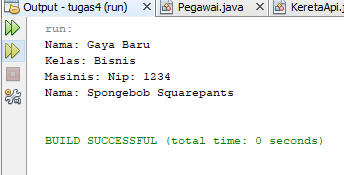 Output - tugas4 (run)
Pegawai.java
KeretaApi.j
run:
Nama: Gaya Baru
Kelas: Bisnis
Masinis: Nip: 1234
Nama: Spongebob Squarepants
BUILD SUCCESSFUL (total time: 0 seconds)